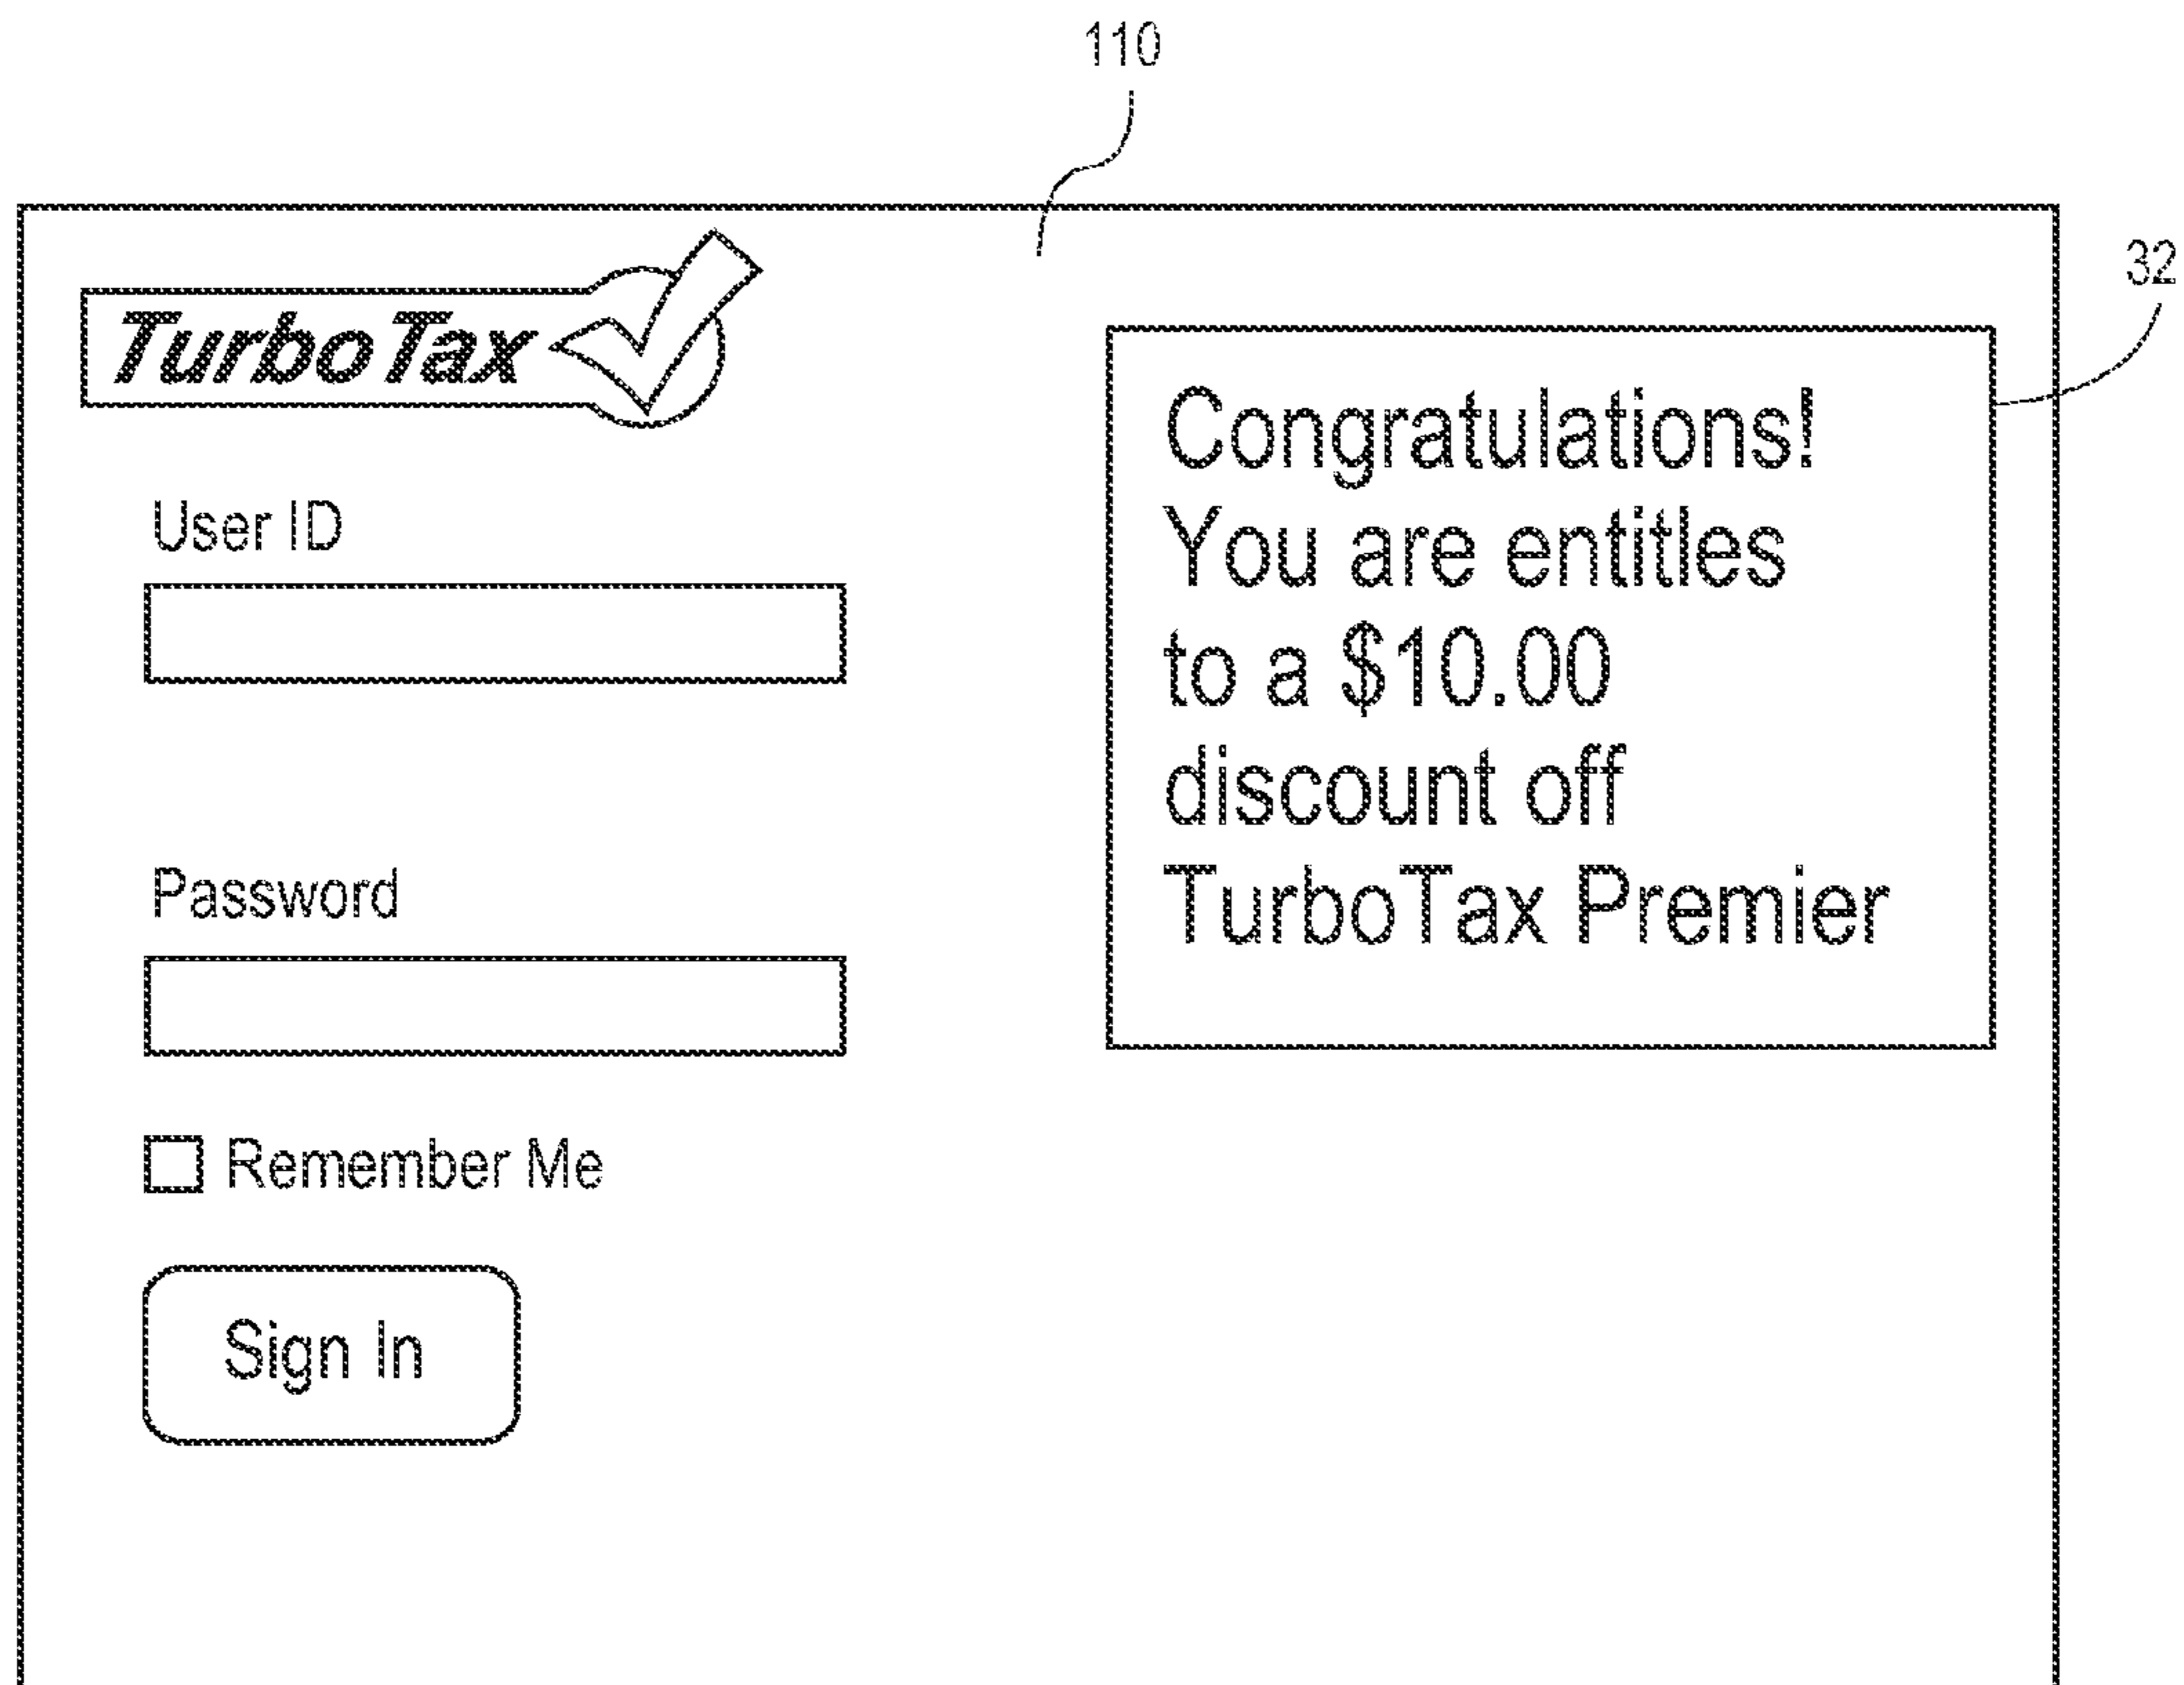 110
32
TurboTax
User ID
Password
Remember Me
Sign In
Congratulations!
You are entitles
to a $10.00
discount off
TurboTax Premier